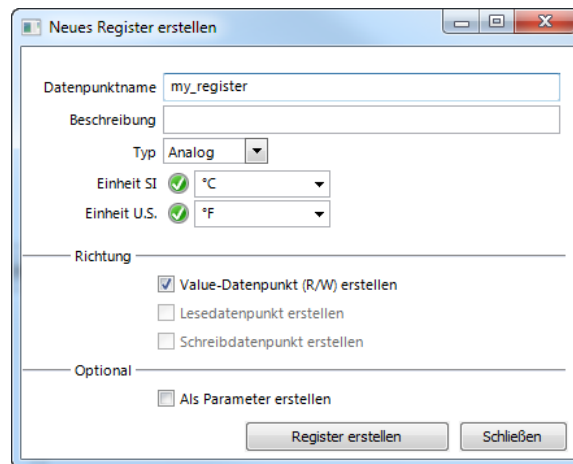 Neues Register erstellen
Datenpunktname my_register
Beschreibung
Typ Analog
Einheit SI °C
Einheit U.S. °F
Richtung
Value-Datenpunkt (R/W) erstellen
Lesedatenpunkt erstellen
Schreibdatenpunkt erstellen
Optional
Als Parameter erstellen
Register erstellen Schließen